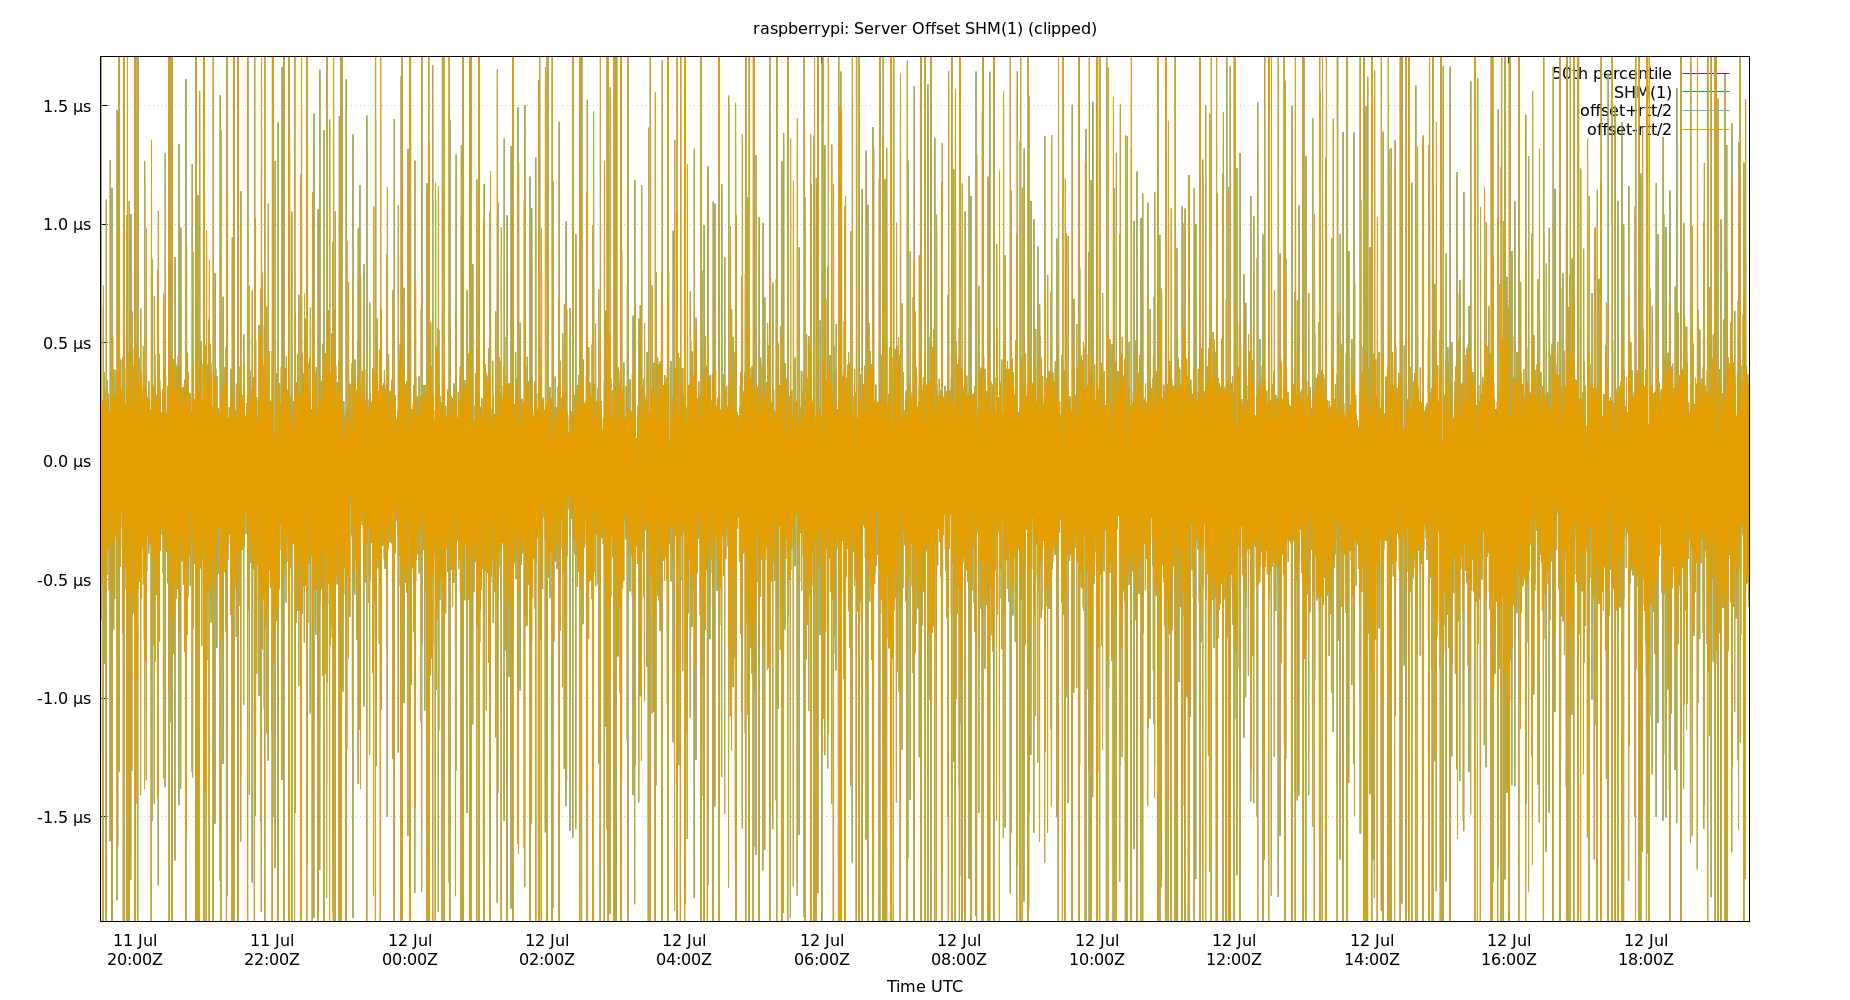 raspberrypi: Server Offset SHM(1) (clipped)
50th percentile
SHM(1)
offset+rtt/2
offset-rtt/2
1.5 µs
1.0 µs
0.5 µs
0.0 µs
-0.5 µs
-1.0 µs
-1.5 µs
11 Jul 11 Jul 12 Jul 12 Jul 12 Jul 12 Jul 12 Jul 12 Jul 12 Jul 12 Jul 12 Jul 12 Jul
20:00Z 22:00Z 00:00Z 02:00Z 04:00Z 06:00Z 08:00Z 10:00Z 12:00Z 14:00Z 16:00Z 18:00Z
Time UTC